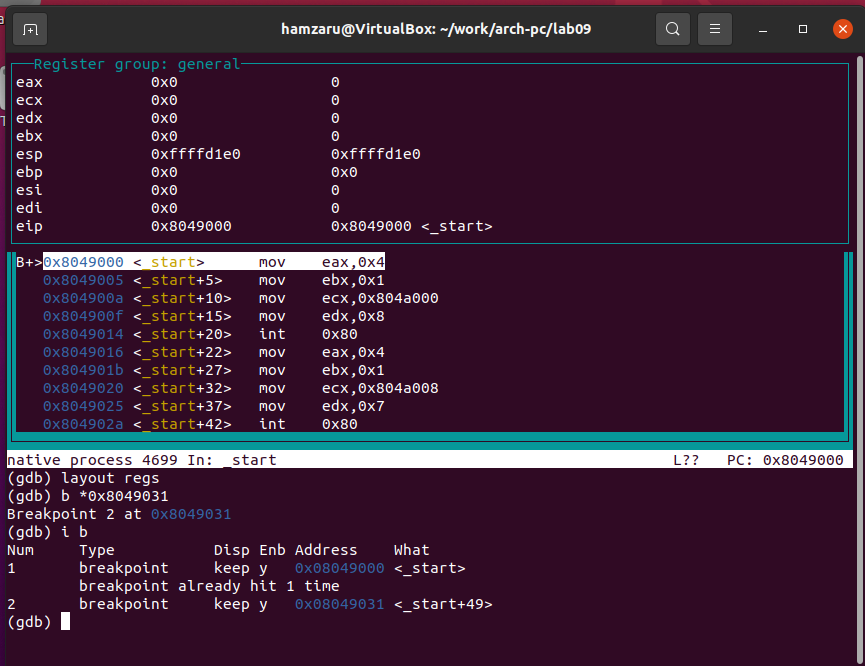 hamzaru@VirtualBox: ~/work/arch-pc/lab09
Register group: general
eax 0x0 0
ecx 0x0 0
edx 0x0 0
ebx 0x0 0
esp 0xffffd1e0 0xffffd1e0
ebp 0x0 0x0
esi 0x0 0
edi 0x0 0
eip 0x8049000 0x8049000 <_start>
B+>0x8049000 <_start> mov eax,0x4
0x8049005 <_start+5> mov ebx,0x1
0x804900a <_start+10> mov ecx,0x804a000
0x804900f <_start+15> mov edx,0x8
0x8049014 <_start+20> int 0x80
0x8049016 <_start+22> mov eax,0x4
0x804901b <_start+27> mov ebx,0x1
0x8049020 <_start+32> mov ecx,0x804a008
0x8049025 <_start+37> mov edx,0x7
0x804902a <_start+42> int 0x80
native process 4699 In: _start L?? PC: 0x8049000
(gdb) layout regs
(gdb) b *0x8049031
Breakpoint 2 at 0x8049031
(gdb) i b
Num Type Disp Enb Address What
1 breakpoint keep y 0x08049000 <_start>
breakpoint already hit 1 time
2 breakpoint keep y 0x08049031 <_start+49>
(gdb)